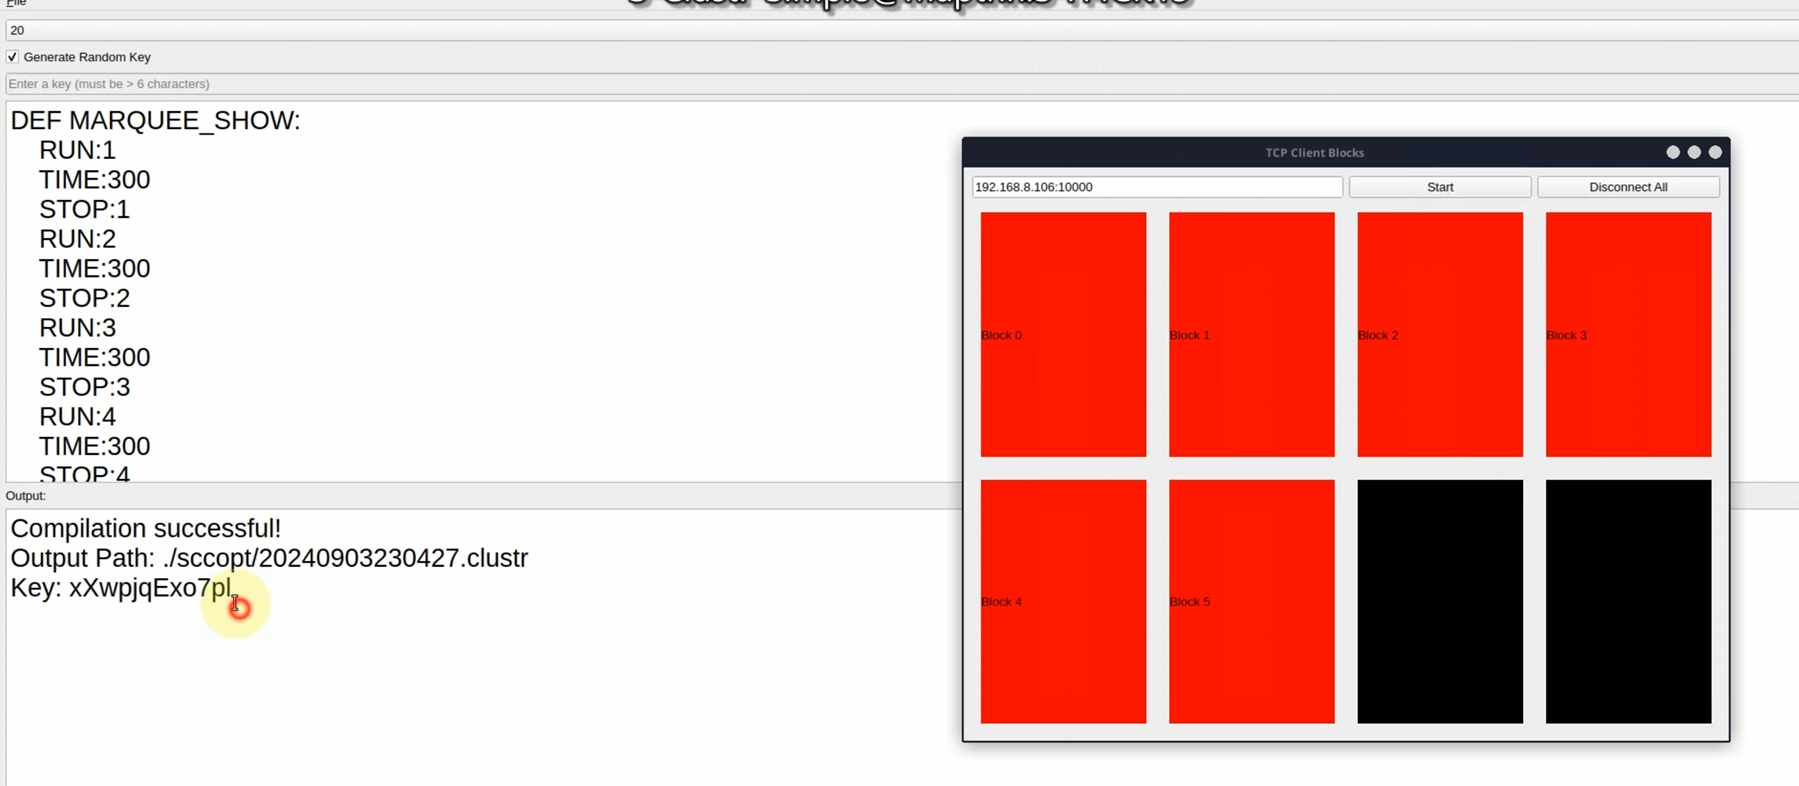 File
20
Generate Random Key
Enter a key (must be > 6 characters)
DEF MARQUEE_SHOW:
RUN:1
TIME:300
STOP:1
RUN:2
TIME:300
STOP:2
RUN:3
TIME:300
STOP:3
RUN:4
TIME:300
STOP:4
Output:
Compilation successful!
Output Path: ./sccopt/20240903230427.clustr
Key: xXwpjqExo7pl
TCP Client Blocks
192.168.8.106:10000
Start
Disconnect All
Block 0
Block 1
Block 2
Block 3
Block 4
Block 5